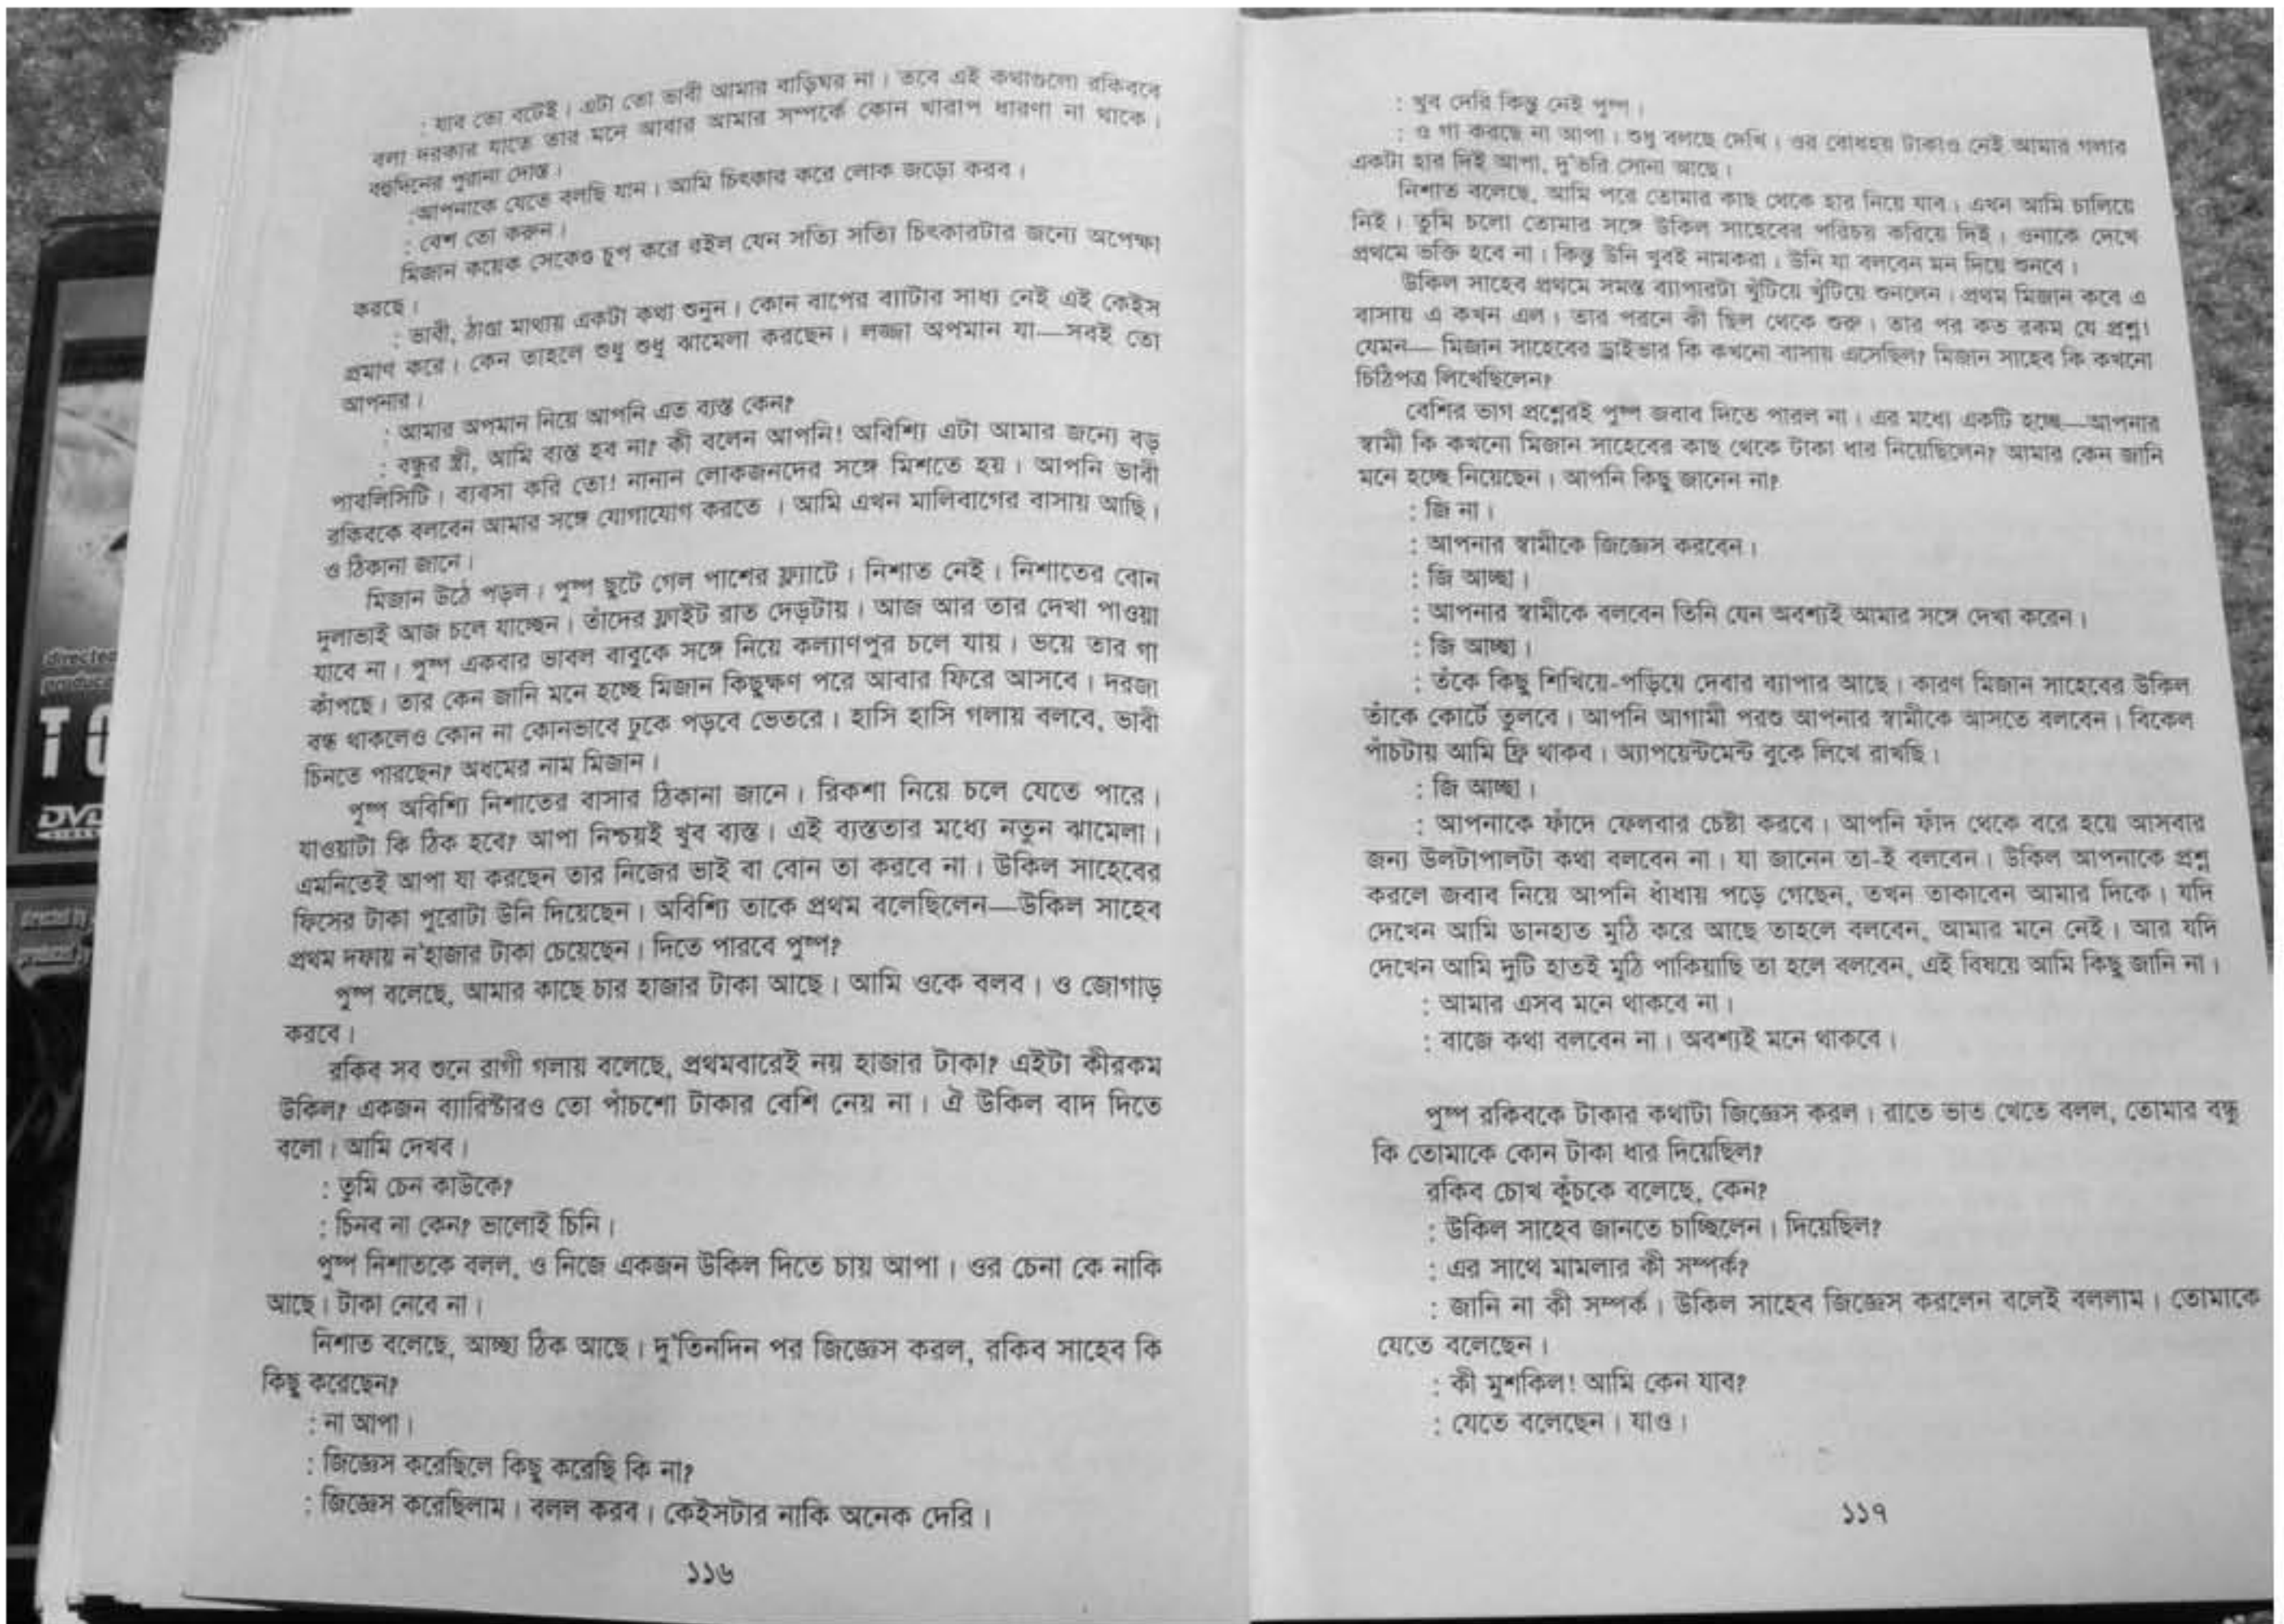 : যাব তো বটেই। এটা তো ভাবী আমার বাড়িঘর না। তবে এই কথাগুলো রকিবকে
বলা দরকার যাতে তার মনে আবার আমার সম্পর্কে কোন খারাপ ধারণা না থাকে।
বহুদিনের পুরানা দোস্ত।
:আপনাকে যেতে বলছি যান। আমি চিৎকার করে লোক জড়ো করব।
: বেশ তো করুন।
মিজান কয়েক সেকেণ্ড চুপ করে রইল যেন সত্যি সত্যি চিৎকারটার জন্যে অপেক্ষা
করছে।
: ভাবী, ঠাণ্ডা মাথায় একটা কথা শুনুন। কোন বাপের ব্যাটার সাধ্য নেই এই কেইস
প্রমাণ করে। কেন তাহলে শুধু শুধু ঝামেলা করছেন। লজ্জা অপমান যা—সবই তো
আপনার।
: আমার অপমান নিয়ে আপনি এত ব্যস্ত কেন?
: বন্ধুর স্ত্রী, আমি ব্যস্ত হব না? কী বলেন আপনি! অবিশ্যি এটা আমার জন্যে বড়
পাবলিসিটি। ব্যবসা করি তো! নানান লোকজনদের সঙ্গে মিশতে হয়। আপনি ভাবী
রকিবকে বলবেন আমার সঙ্গে যোগাযোগ করতে । আমি এখন মালিবাগের বাসায় আছি।
ও ঠিকানা জানে।
মিজান উঠে পড়ল। পুষ্প ছুটে গেল পাশের ফ্ল্যাটে। নিশাত নেই। নিশাতের বোন
দুলাভাই আজ চলে যাচ্ছেন। তাঁদের ফ্লাইট রাত দেড়টায়। আজ আর তার দেখা পাওয়া
যাবে না। পুষ্প একবার ভাবল বাবুকে সঙ্গে নিয়ে কল্যাণপুর চলে যায়। ভয়ে তার গা
কাঁপছে। তার কেন জানি মনে হচ্ছে মিজান কিছুক্ষণ পরে আবার ফিরে আসবে। দরজা
বন্ধ থাকলেও কোন না কোনভাবে ঢুকে পড়বে ভেতরে। হাসি হাসি গলায় বলবে, ভাবী
চিনতে পারছেন? অধমের নাম মিজান।
পুষ্প অবিশ্যি নিশাতের বাসার ঠিকানা জানে। রিকশা নিয়ে চলে যেতে পারে।
যাওয়াটা কি ঠিক হবে? আপা নিশ্চয়ই খুব ব্যস্ত। এই ব্যস্ততার মধ্যে নতুন ঝামেলা।
এমনিতেই আপা যা করছেন তার নিজের ভাই বা বোন তা করবে না। উকিল সাহেবের
ফিসের টাকা পুরোটা উনি দিয়েছেন। অবিশ্যি তাকে প্রথম বলেছিলেন—উকিল সাহেব
প্রথম দফায় ন'হাজার টাকা চেয়েছেন। দিতে পারবে পুষ্প?
পুষ্প বলেছে, আমার কাছে চার হাজার টাকা আছে। আমি ওকে বলব। ও জোগাড়
করবে।
রকিব সব শুনে রাগী গলায় বলেছে, প্রথমবারেই নয় হাজার টাকা? এইটা কীরকম
উকিল? একজন ব্যারিস্টারও তো পাঁচশো টাকার বেশি নেয় না। ঐ উকিল বাদ দিতে
বলো। আমি দেখব।
: তুমি চেন কাউকে?
: চিনব না কেন? ভালোই চিনি।
পুষ্প নিশাতকে বলল, ও নিজে একজন উকিল দিতে চায় আপা। ওর চেনা কে নাকি
আছে। টাকা নেবে না।
নিশাত বলেছে, আচ্ছা ঠিক আছে। দু'তিনদিন পর জিজ্ঞেস করল, রকিব সাহেব কি
কিছু করেছেন?
: না আপা।
: জিজ্ঞেস করেছিলে কিছু করেছি কি না?
: জিজ্ঞেস করেছিলাম। বলল করব। কেইসটার নাকি অনেক দেরি।
১১৬
: খুব দেরি কিন্তু নেই পুষ্প।
: ও গা করছে না আপা। শুধু বলছে দেখি। ওর বোধহয় টাকাও নেই আমার গলার
একটা হার দিই আপা, দু'ভরি সোনা আছে।
নিশাত বলেছে, আমি পরে তোমার কাছ থেকে হার নিয়ে যাব। এখন আমি চালিয়ে
নিই। তুমি চলো তোমার সঙ্গে উকিল সাহেবের পরিচয় করিয়ে দিই। ওনাকে দেখে
প্রথমে ভক্তি হবে না। কিন্তু উনি খুবই নামকরা। উনি যা বলবেন মন দিয়ে শুনবে।
উকিল সাহেব প্রথমে সমস্ত ব্যাপারটা খুঁটিয়ে খুঁটিয়ে শুনলেন। প্রথম মিজান কবে এ
বাসায় এ কখন এল। তার পরনে কী ছিল থেকে শুরু। তার পর কত রকম যে প্রশ্ন!
যেমন— মিজান সাহেবের ড্রাইভার কি কখনো বাসায় এসেছিল? মিজান সাহেব কি কখনো
চিঠিপত্র লিখেছিলেন?
বেশির ভাগ প্রশ্নেরই পুষ্প জবাব দিতে পারল না। এর মধ্যে একটি হচ্ছে—আপনার
স্বামী কি কখনো মিজান সাহেবের কাছ থেকে টাকা ধার নিয়েছিলেন? আমার কেন জানি
মনে হচ্ছে নিয়েছেন। আপনি কিছু জানেন না?
: জি না।
: আপনার স্বামীকে জিজ্ঞেস করবেন।
: জি আচ্ছা।
: আপনার স্বামীকে বলবেন তিনি যেন অবশ্যই আমার সঙ্গে দেখা করেন।
: জি আচ্ছা।
: তঁকে কিছু শিখিয়ে-পড়িয়ে দেবার ব্যাপার আছে। কারণ মিজান সাহেবের উকিল
তাঁকে কোর্টে তুলবে। আপনি আগামী পরশু আপনার স্বামীকে আসতে বলবেন। বিকেল
পাঁচটায় আমি ফ্রি থাকব। অ্যাপয়েন্টমেন্ট বুকে লিখে রাখছি।
: জি আচ্ছা।
: আপনাকে ফাঁদে ফেলবার চেষ্টা করবে। আপনি ফাঁদ থেকে বরে হয়ে আসবার
জন্য উলটাপালটা কথা বলবেন না। যা জানেন তা-ই বলবেন। উকিল আপনাকে প্রশ্ন
করলে জবাব নিয়ে আপনি ধাঁধায় পড়ে গেছেন, তখন তাকাবেন আমার দিকে। যদি
দেখেন আমি ডানহাত মুঠি করে আছে তাহলে বলবেন, আমার মনে নেই। আর যদি
দেখেন আমি দুটি হাতই মুঠি পাকিয়াছি তা হলে বলবেন, এই বিষয়ে আমি কিছু জানি না।
: আমার এসব মনে থাকবে না।
: বাজে কথা বলবেন না। অবশ্যই মনে থাকবে।
পুষ্প রকিবকে টাকার কথাটা জিজ্ঞেস করল। রাতে ভাত খেতে বলল, তোমার বন্ধু
কি তোমাকে কোন টাকা ধার দিয়েছিল?
রকিব চোখ কুঁচকে বলেছে, কেন?
: উকিল সাহেব জানতে চাচ্ছিলেন। দিয়েছিল?
: এর সাথে মামলার কী সম্পর্ক?
: জানি না কী সম্পর্ক। উকিল সাহেব জিজ্ঞেস করলেন বলেই বললাম। তোমাকে
যেতে বলেছেন।
: কী মুশকিল! আমি কেন যাব?
: যেতে বলেছেন। যাও।
১১৭
directed
produce
TO
DVD